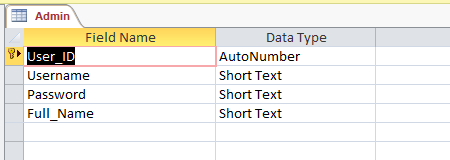 Admin
Field Name Data Type
User_ID AutoNumber
Username Short Text
Password Short Text
Full_Name Short Text